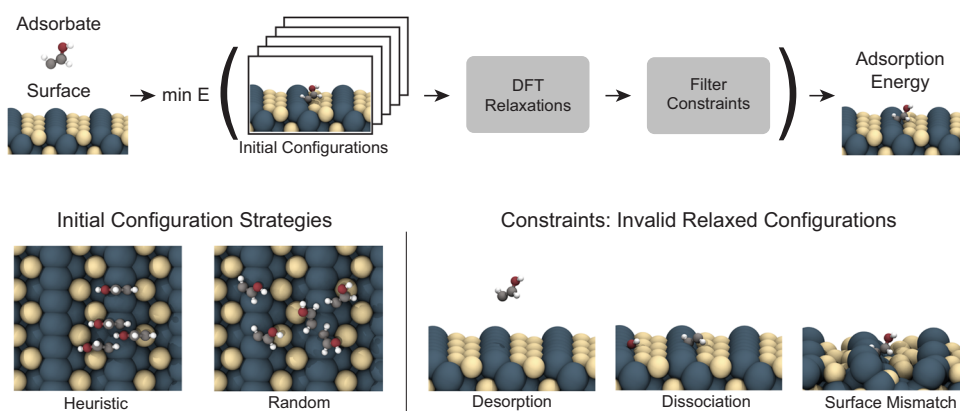 Adsorbate
Surface
min E (
Initial Configurations
DFT
Relaxations
Filter
Constraints
)
Adsorption
Energy
Initial Configuration Strategies
Heuristic
Random
Constraints: Invalid Relaxed Configurations
Desorption
Dissociation
Surface Mismatch